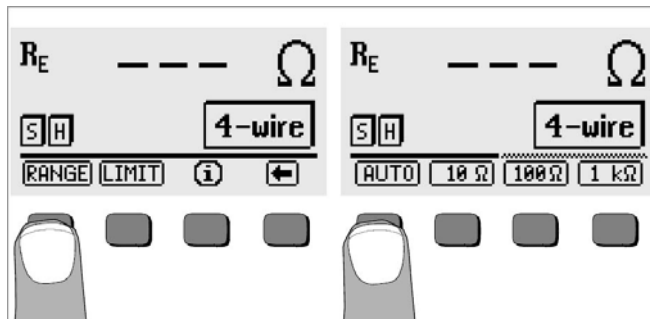 RE — — — Ω
S H 4-wire
RANGE LIMIT i ←
RE — — — Ω
S H 4-wire
AUTO 10 Ω 100Ω 1 kΩ